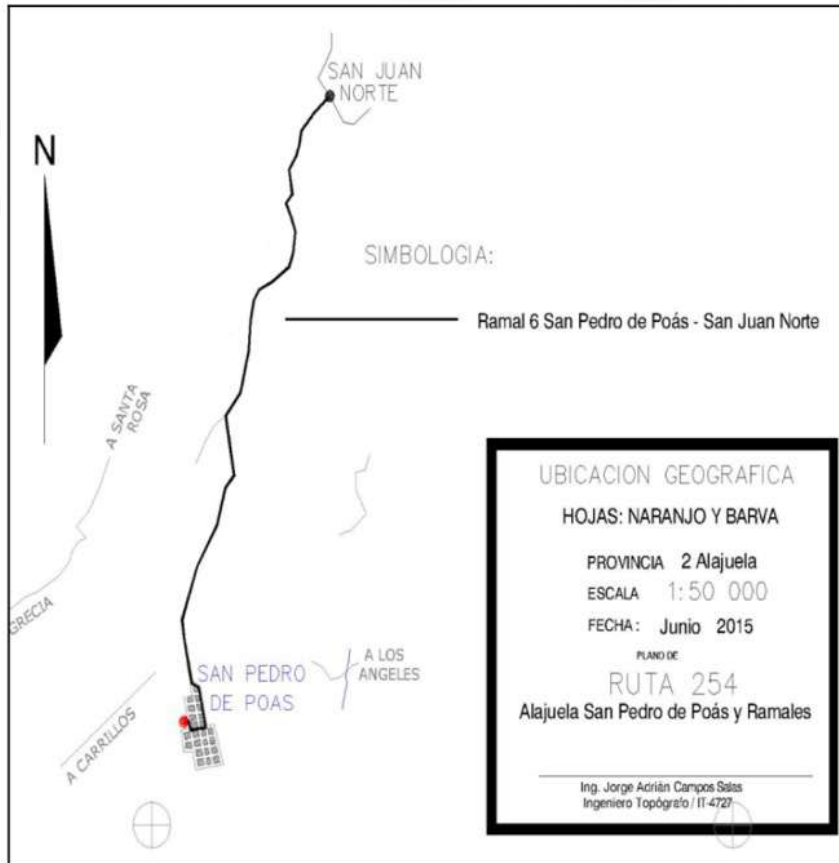 SAN JUAN
NORTE
N
SIMBOLOGIA:
Ramal 6 San Pedro de Poás - San Juan Norte
A SANTA
ROSA
GRECIA
A LOS
ANGELES
SAN PEDRO
DE POAS
A CARRILLOS
UBICACION GEOGRAFICA
HOJAS: NARANJO Y BARVA
PROVINCIA 2 Alajuela
ESCALA 1:50 000
FECHA: Junio 2015
PLANO DE
RUTA 254
Alajuela San Pedro de Poás y Ramales
Ing. Jorge Adrián Campos Salas
Ingeniero Topógrafo / IT-4727